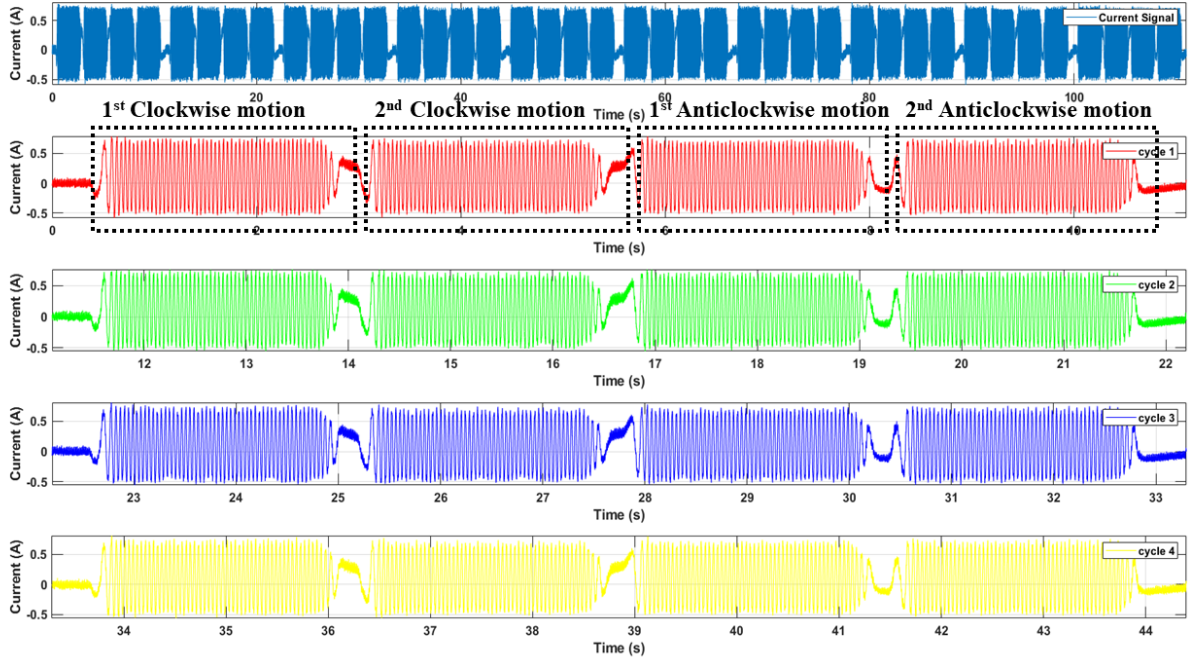 Current (A)
-0.5
0
0.5
Current Signal
0 20 40 60 80 100
Time (s)
1st Clockwise motion 2nd Clockwise motion 1st Anticlockwise motion 2nd Anticlockwise motion
Current (A)
0.5
0
-0.5
cycle 1
0 2 4 6 8 10
Time (s)
Current (A)
0.5
0
-0.5
cycle 2
12 13 14 15 16 17 18 19 20 21 22
Time (s)
Current (A)
0.5
0
-0.5
cycle 3
23 24 25 26 27 28 29 30 31 32 33
Time (s)
Current (A)
0.5
0
-0.5
cycle 4
34 35 36 37 38 39 40 41 42 43 44
Time (s)